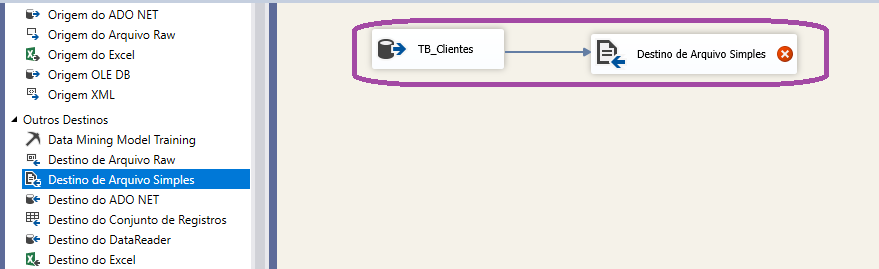 Origem do ADO NET
Origem do Arquivo Raw
Origem do Excel
Origem OLE DB
Origem XML
Outros Destinos
Data Mining Model Training
Destino de Arquivo Raw
Destino de Arquivo Simples
Destino do ADO NET
Destino do Conjunto de Registros
Destino do DataReader
Destino do Excel
TB_Clientes
Destino de Arquivo Simples